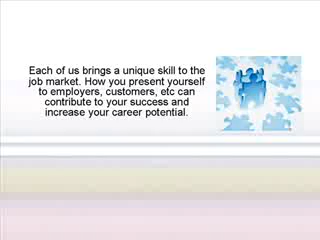 Each of us brings a unique skill to the
job market. How you present yourself
to employers, customers, etc can
contribute to your success and
increase your career potential.